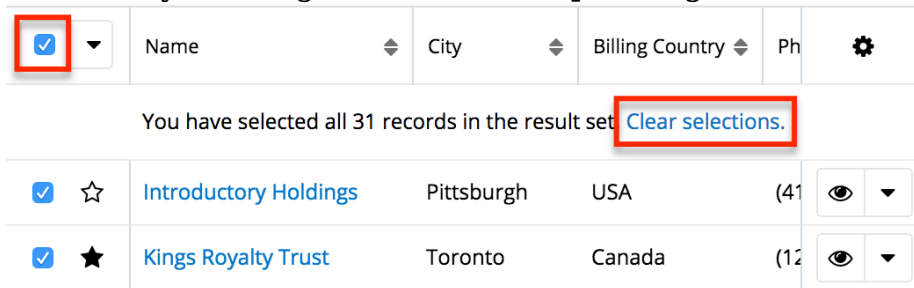 Name City Billing Country Ph
You have selected all 31 records in the result set Clear selections.
Introductory Holdings Pittsburgh USA (41
Kings Royalty Trust Toronto Canada (12